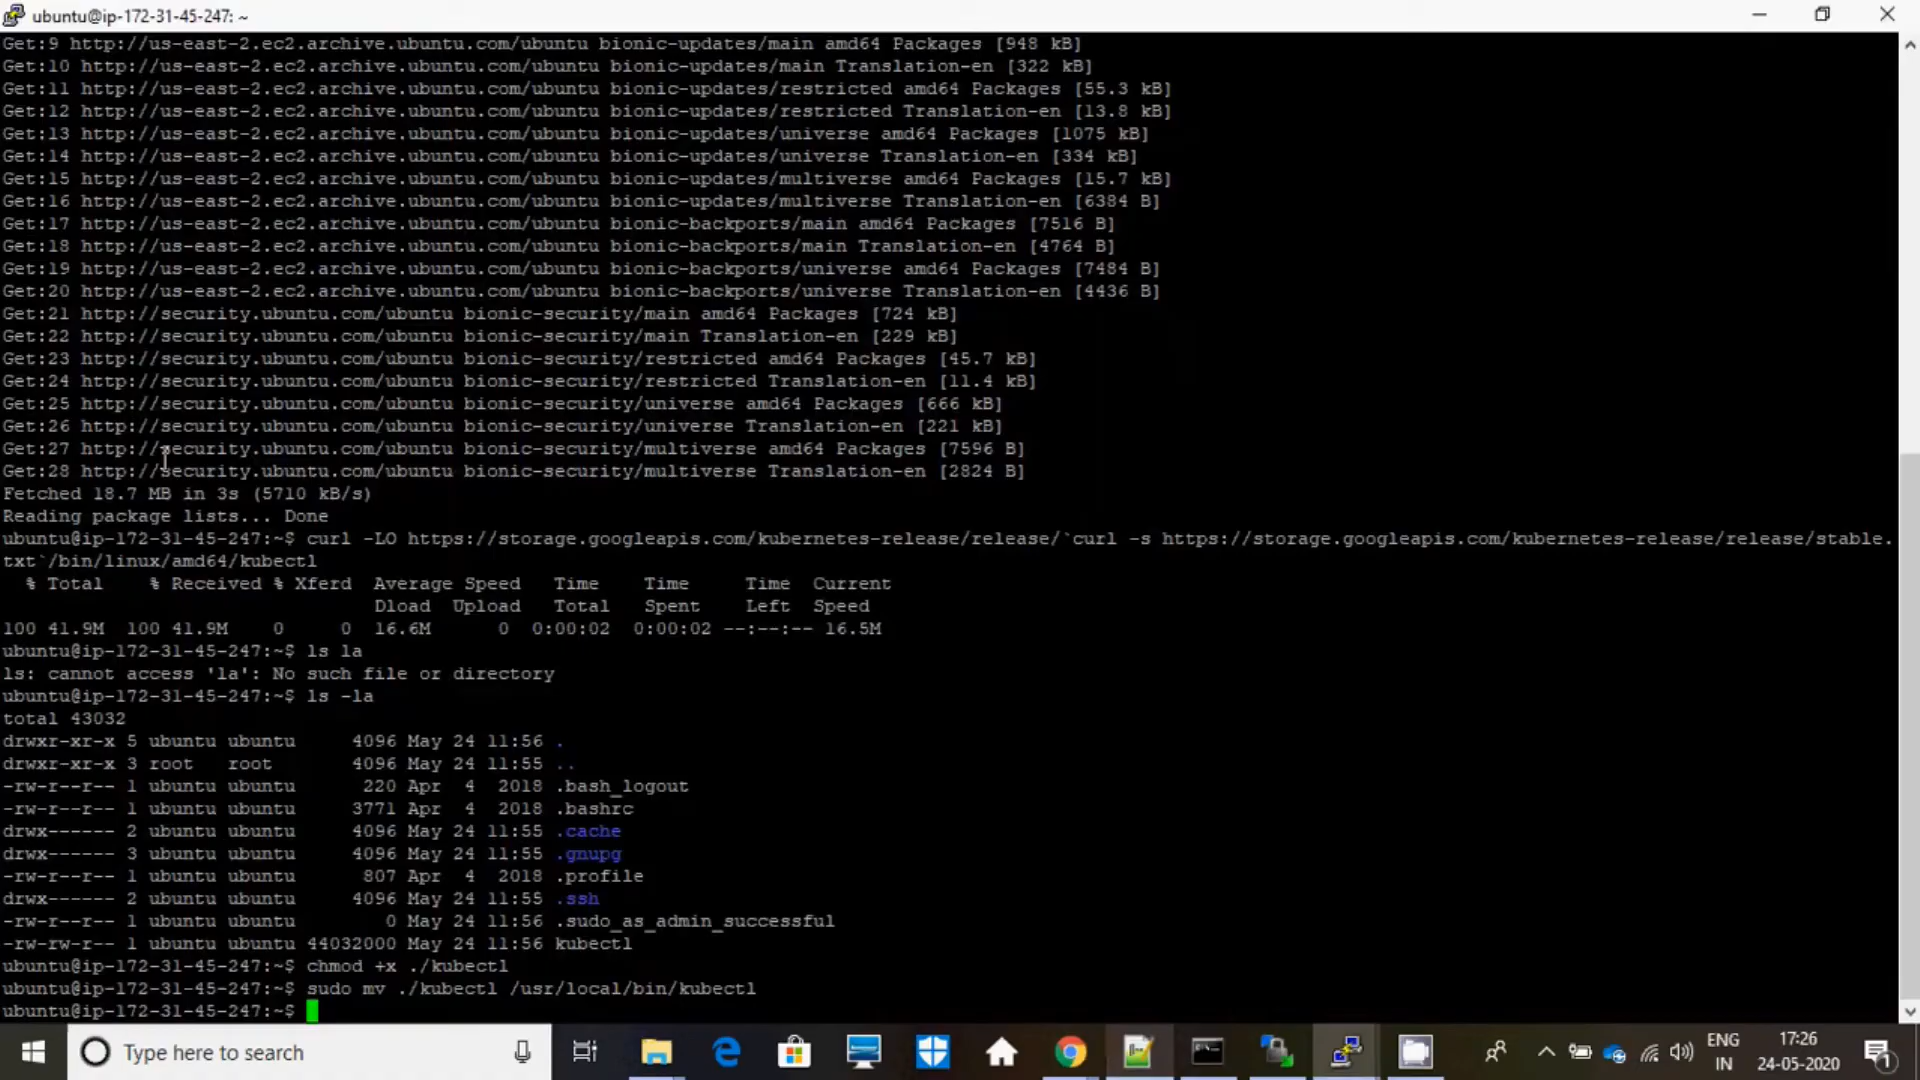 ubuntu@ip-172-31-45-247: ~
Get:9 http://us-east-2.ec2.archive.ubuntu.com/ubuntu bionic-updates/main amd64 Packages [948 kB]
Get:10 http://us-east-2.ec2.archive.ubuntu.com/ubuntu bionic-updates/main Translation-en [322 kB]
Get:11 http://us-east-2.ec2.archive.ubuntu.com/ubuntu bionic-updates/restricted amd64 Packages [55.3 kB]
Get:12 http://us-east-2.ec2.archive.ubuntu.com/ubuntu bionic-updates/restricted Translation-en [13.8 kB]
Get:13 http://us-east-2.ec2.archive.ubuntu.com/ubuntu bionic-updates/universe amd64 Packages [1075 kB]
Get:14 http://us-east-2.ec2.archive.ubuntu.com/ubuntu bionic-updates/universe Translation-en [334 kB]
Get:15 http://us-east-2.ec2.archive.ubuntu.com/ubuntu bionic-updates/multiverse amd64 Packages [15.7 kB]
Get:16 http://us-east-2.ec2.archive.ubuntu.com/ubuntu bionic-updates/multiverse Translation-en [6384 B]
Get:17 http://us-east-2.ec2.archive.ubuntu.com/ubuntu bionic-backports/main amd64 Packages [7516 B]
Get:18 http://us-east-2.ec2.archive.ubuntu.com/ubuntu bionic-backports/main Translation-en [4764 B]
Get:19 http://us-east-2.ec2.archive.ubuntu.com/ubuntu bionic-backports/universe amd64 Packages [7484 B]
Get:20 http://us-east-2.ec2.archive.ubuntu.com/ubuntu bionic-backports/universe Translation-en [4436 B]
Get:21 http://security.ubuntu.com/ubuntu bionic-security/main amd64 Packages [724 kB]
Get:22 http://security.ubuntu.com/ubuntu bionic-security/main Translation-en [229 kB]
Get:23 http://security.ubuntu.com/ubuntu bionic-security/restricted amd64 Packages [45.7 kB]
Get:24 http://security.ubuntu.com/ubuntu bionic-security/restricted Translation-en [11.4 kB]
Get:25 http://security.ubuntu.com/ubuntu bionic-security/universe amd64 Packages [666 kB]
Get:26 http://security.ubuntu.com/ubuntu bionic-security/universe Translation-en [221 kB]
Get:27 http://security.ubuntu.com/ubuntu bionic-security/multiverse amd64 Packages [7596 B]
Get:28 http://security.ubuntu.com/ubuntu bionic-security/multiverse Translation-en [2824 B]
Fetched 18.7 MB in 3s (5710 kB/s)
Reading package lists... Done
ubuntu@ip-172-31-45-247:~$ curl -LO https://storage.googleapis.com/kubernetes-release/release/`curl -s https://storage.googleapis.com/kubernetes-release/release/stable.
txt`/bin/linux/amd64/kubectl
% Total % Received % Xferd Average Speed Time Time Time Current
Dload Upload Total Spent Left Speed
100 41.9M 100 41.9M 0 0 16.6M 0 0:00:02 0:00:02 --:--:-- 16.5M
ubuntu@ip-172-31-45-247:~$ ls la
ls: cannot access 'la': No such file or directory
ubuntu@ip-172-31-45-247:~$ ls -la
total 43032
drwxr-xr-x 5 ubuntu ubuntu 4096 May 24 11:56 .
drwxr-xr-x 3 root root 4096 May 24 11:55 ..
-rw-r--r-- 1 ubuntu ubuntu 220 Apr 4 2018 .bash_logout
-rw-r--r-- 1 ubuntu ubuntu 3771 Apr 4 2018 .bashrc
drwx------ 2 ubuntu ubuntu 4096 May 24 11:55 .cache
drwx------ 3 ubuntu ubuntu 4096 May 24 11:55 .gnupg
-rw-r--r-- 1 ubuntu ubuntu 807 Apr 4 2018 .profile
drwx------ 2 ubuntu ubuntu 4096 May 24 11:55 .ssh
-rw-r--r-- 1 ubuntu ubuntu 0 May 24 11:56 .sudo_as_admin_successful
-rw-rw-r-- 1 ubuntu ubuntu 44032000 May 24 11:56 kubectl
ubuntu@ip-172-31-45-247:~$ chmod +x ./kubectl
ubuntu@ip-172-31-45-247:~$ sudo mv ./kubectl /usr/local/bin/kubectl
ubuntu@ip-172-31-45-247:~$
Type here to search
ENG
IN
17:26
24-05-2020
1